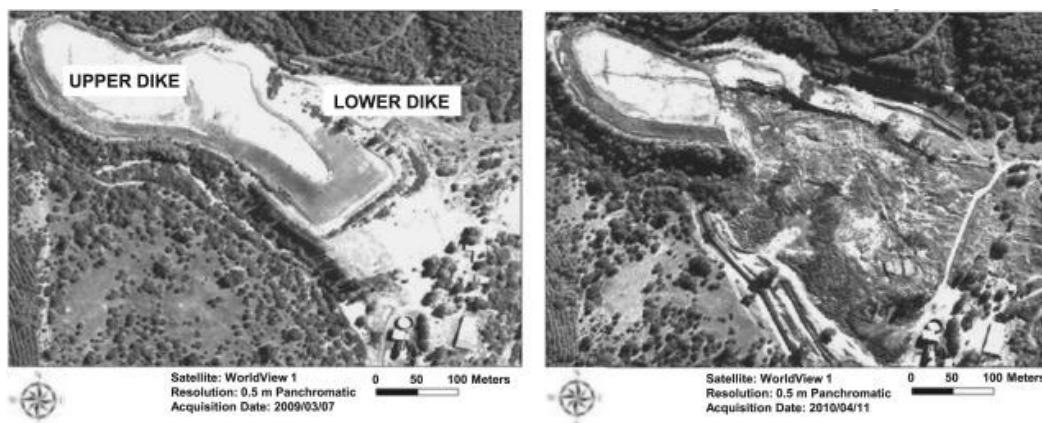 UPPER DIKE
LOWER DIKE
Satellite: WorldView 1
Resolution: 0.5 m Panchromatic
Acquisition Date: 2009/03/07
0 50 100 Meters
Satellite: WorldView 1
Resolution: 0.5 m Panchromatic
Acquisition Date: 2010/04/11
0 50 100 Meters